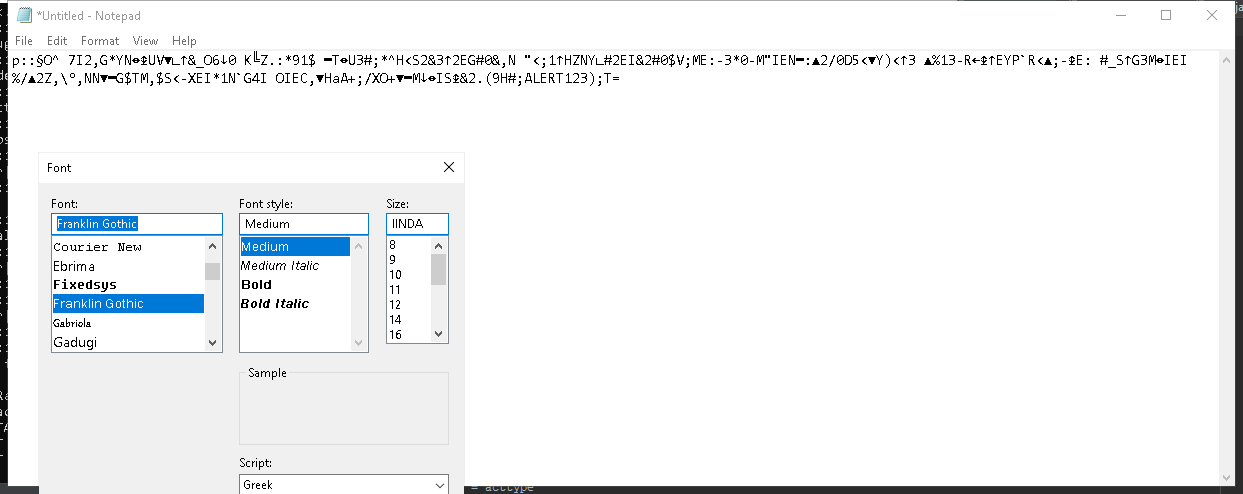 *Untitled - Notepad
File Edit Format View Help
p::§O^ 7I2,G*YN⬌⇭UV▼∟↑&_O6↓0 K╚Z.:*91$ ━T⬌U3#;*^H<S2&3↑2EG#0&,N "<;1↑HZNY∟#2EI&2#0$V;ME:-3*0-M"IEN━:▲2/0D5<▼Y)<↑3 ▲%13-R←⇭↑EYP`R<▲;-⇭E: #_S↑G3M⬌IEI
%/▲2Z,\°,NN▼━G$TM,$S<-XEI*1N`G4I OIEC,▼HaA+;/XO+▼━M↓⬌IS⇭&2.(9H#;ALERT123);T=
Font
Font: Font style: Size:
Franklin Gothic Medium IINDA
Courier New Medium 8
Ebrima Medium Italic 9
Fixedsys Bold 10
Franklin Gothic Bold Italic 11
Gabriola 12
Gadugi 14
16
Sample
Script:
Greek
= acttype